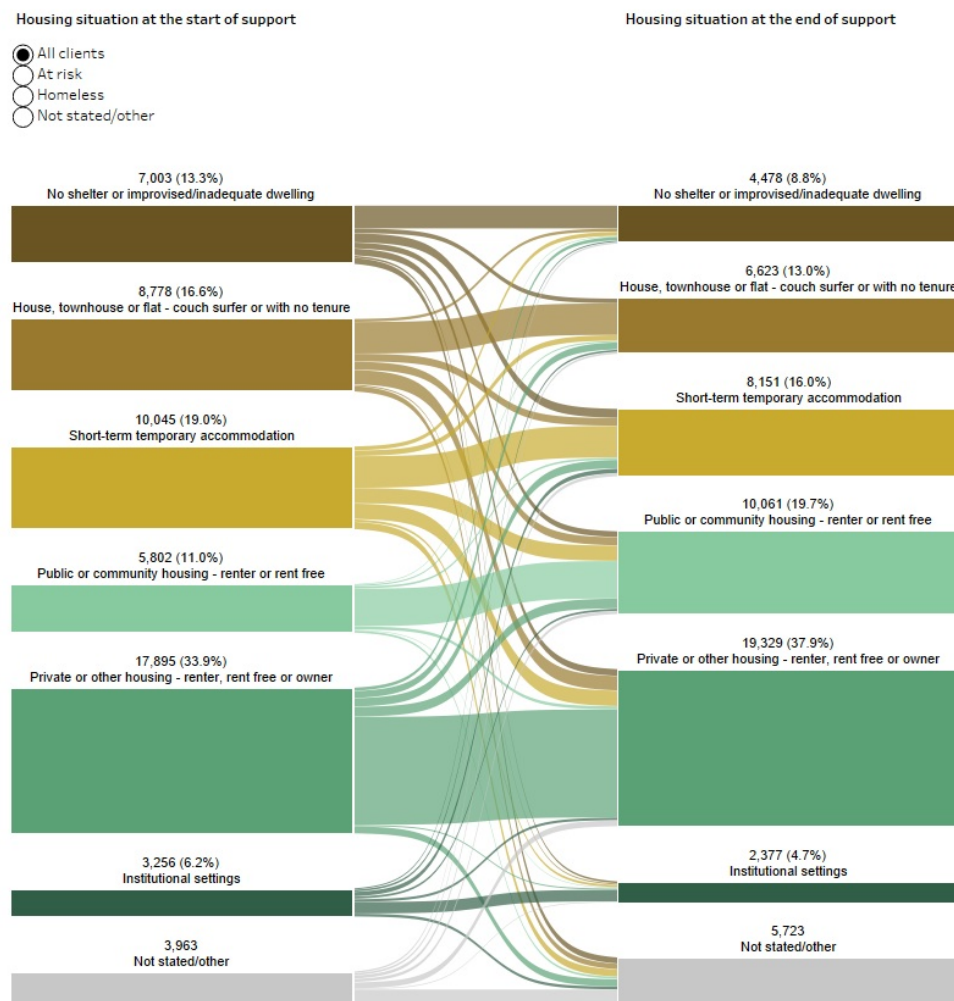 Housing situation at the start of support
Housing situation at the end of support
All clients
At risk
Homeless
Not stated/other
7,003 (13.3%)
No shelter or improvised/inadequate dwelling
8,778 (16.6%)
House, townhouse or flat - couch surfer or with no tenure
10,045 (19.0%)
Short-term temporary accommodation
5,802 (11.0%)
Public or community housing - renter or rent free
17,895 (33.9%)
Private or other housing - renter, rent free or owner
3,256 (6.2%)
Institutional settings
3,963
Not stated/other
4,478 (8.8%)
No shelter or improvised/inadequate dwelling
6,623 (13.0%)
House, townhouse or flat - couch surfer or with no tenure
8,151 (16.0%)
Short-term temporary accommodation
10,061 (19.7%)
Public or community housing - renter or rent free
19,329 (37.9%)
Private or other housing - renter, rent free or owner
2,377 (4.7%)
Institutional settings
5,723
Not stated/other